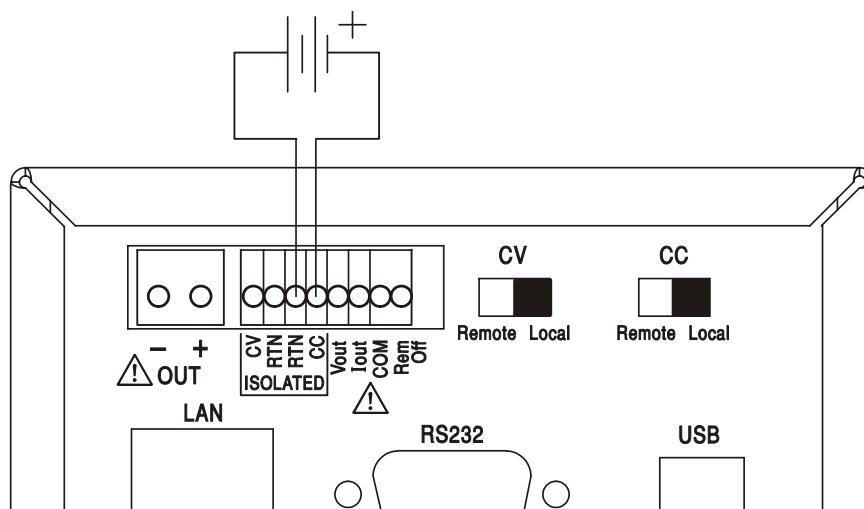 +
CV
CC
Remote Local
Remote Local
− +
OUT
CV
RTN
RTN
CC
Vout
Iout
COM
Rem
Off
ISOLATED
LAN
RS232
USB